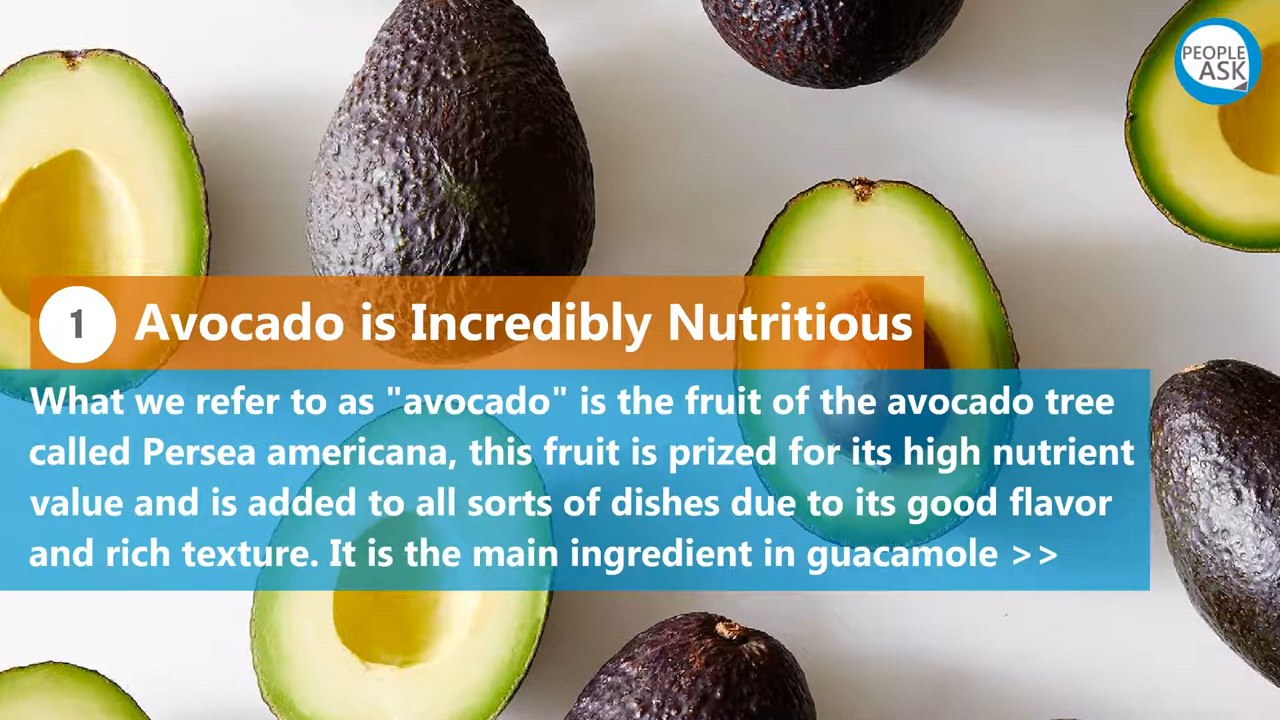 PEOPLE
ASK
1 Avocado is Incredibly Nutritious
What we refer to as "avocado" is the fruit of the avocado tree
called Persea americana, this fruit is prized for its high nutrient
value and is added to all sorts of dishes due to its good flavor
and rich texture. It is the main ingredient in guacamole >>